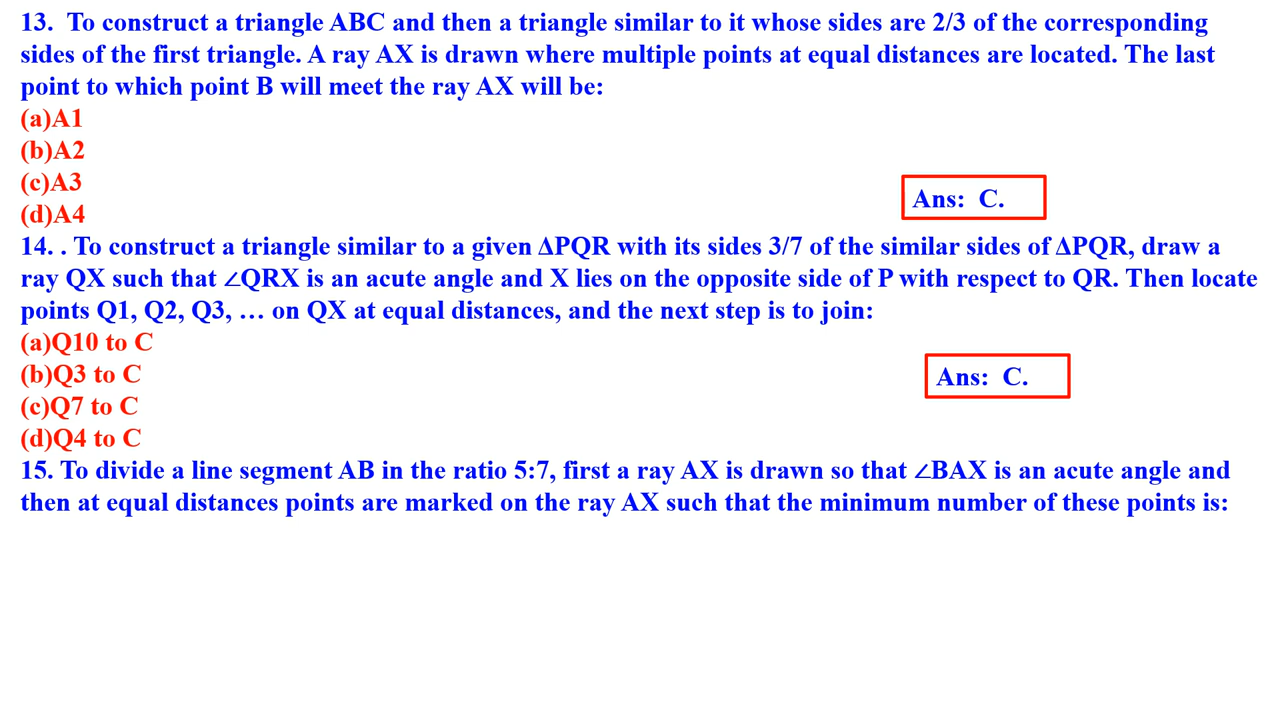 13.  To construct a triangle ABC and then a triangle similar to it whose sides are 2/3 of the corresponding
sides of the first triangle. A ray AX is drawn where multiple points at equal distances are located. The last
point to which point B will meet the ray AX will be:
(a)A1
(b)A2
(c)A3
(d)A4
Ans:  C.
14. . To construct a triangle similar to a given ΔPQR with its sides 3/7 of the similar sides of ΔPQR, draw a
ray QX such that ∠QRX is an acute angle and X lies on the opposite side of P with respect to QR. Then locate
points Q1, Q2, Q3, … on QX at equal distances, and the next step is to join:
(a)Q10 to C
(b)Q3 to C
(c)Q7 to C
(d)Q4 to C
Ans:  C.
15. To divide a line segment AB in the ratio 5:7, first a ray AX is drawn so that ∠BAX is an acute angle and
then at equal distances points are marked on the ray AX such that the minimum number of these points is: